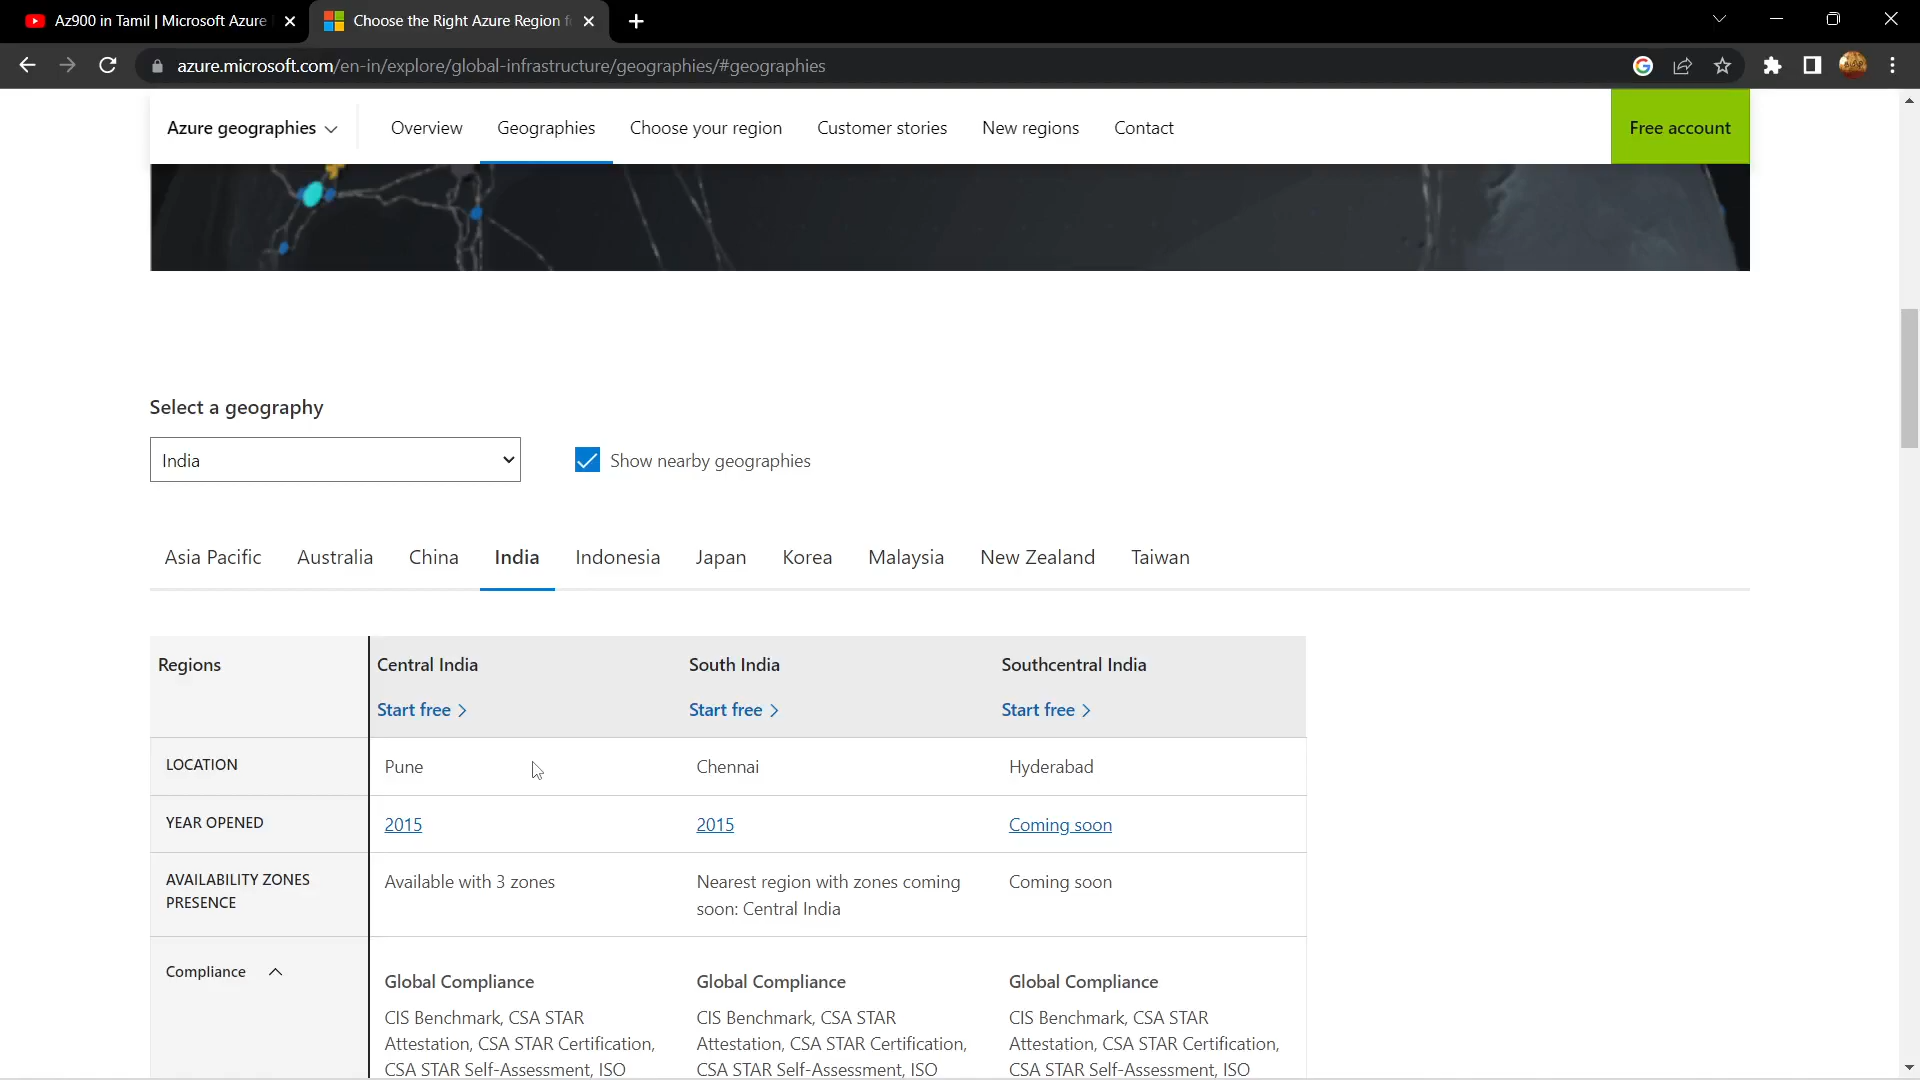 Az900 in Tamil | Microsoft Azure
Choose the Right Azure Region f
azure.microsoft.com/en-in/explore/global-infrastructure/geographies/#geographies
Azure geographies
Overview
Geographies
Choose your region
Customer stories
New regions
Contact
Free account
Select a geography
India
Show nearby geographies
Asia Pacific
Australia
China
India
Indonesia
Japan
Korea
Malaysia
New Zealand
Taiwan
Regions
Central India
South India
Southcentral India
Start free >
Start free >
Start free >
LOCATION
Pune
Chennai
Hyderabad
YEAR OPENED
2015
2015
Coming soon
AVAILABILITY ZONES
PRESENCE
Available with 3 zones
Nearest region with zones coming
soon: Central India
Coming soon
Compliance
Global Compliance
CIS Benchmark, CSA STAR
Attestation, CSA STAR Certification,
CSA STAR Self-Assessment, ISO
Global Compliance
CIS Benchmark, CSA STAR
Attestation, CSA STAR Certification,
CSA STAR Self-Assessment, ISO
Global Compliance
CIS Benchmark, CSA STAR
Attestation, CSA STAR Certification,
CSA STAR Self-Assessment, ISO